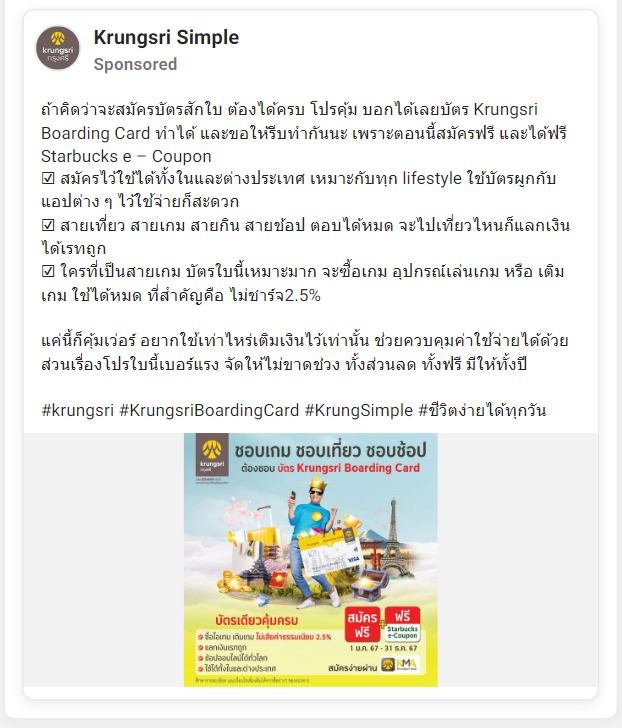 Krungsri Simple
Sponsored
krungsri
กรุงศรี
ถ้าคิดว่าจะสมัครบัตรสักใบ ต้องได้ครบ โปรคุ้ม บอกได้เลยบัตร Krungsri
Boarding Card ทำได้ และขอให้รีบทำกันนะ เพราะตอนนี้สมัครฟรี และได้ฟรี
Starbucks e – Coupon
☑ สมัครไว้ใช้ได้ทั้งในและต่างประเทศ เหมาะกับทุก lifestyle ใช้บัตรผูกกับ
แอปต่าง ๆ ไว้ใช้จ่ายก็สะดวก
☑ สายเที่ยว สายเกม สายกิน สายช้อป ตอบได้หมด จะไปเที่ยวไหนก็แลกเงิน
ได้เรทถูก
☑ ใครที่เป็นสายเกม บัตรใบนี้เหมาะมาก จะซื้อเกม อุปกรณ์เล่นเกม หรือ เติม
เกม ใช้ได้หมด ที่สำคัญคือ ไม่ชาร์จ2.5%
แค่นี้ก็คุ้มเว่อร์ อยากใช้เท่าไหร่เติมเงินไว้เท่านั้น ช่วยควบคุมค่าใช้จ่ายได้ด้วย
ส่วนเรื่องโปรใบนี้เบอร์แรง จัดให้ไม่ขาดช่วง ทั้งส่วนลด ทั้งฟรี มีให้ทั้งปี
#krungsri #KrungsriBoardingCard #KrungSimple #ชีวิตง่ายได้ทุกวัน
krungsri
กรุงศรี
ชอบเกม ชอบเที่ยว ชอบช้อป
ต้องชอบ บัตร Krungsri Boarding Card
VISA
บัตรเดียวคุ้มครบ
ซื้อไอเกม เติมเกม ไม่เสียค่าธรรมเนียม 2.5%
แลกเงินเรทถูก
ช้อปออนไลน์ได้ทั่วโลก
ใช้ได้ทั้งในและต่างประเทศ
สมัคร
ฟรี
+
ฟรี
Starbucks
e-Coupon
1 ม.ค. 67 - 31 ธ.ค. 67
สมัครง่ายผ่าน
KMA